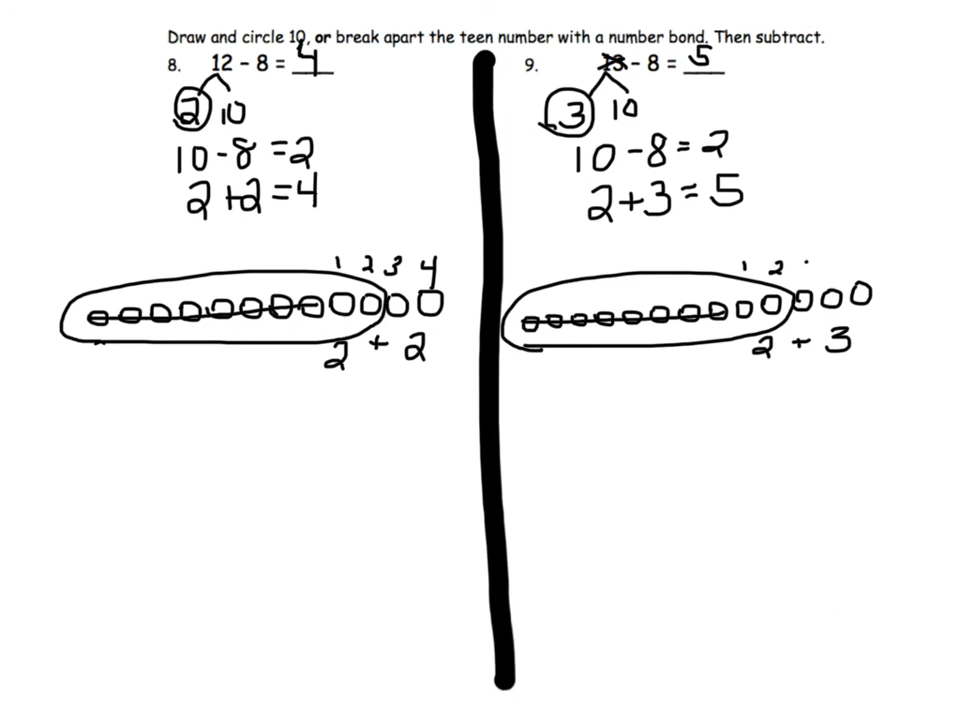 Draw and circle 10, or break apart the teen number with a number bond. Then subtract.
8. 12 - 8 = 4
2 10
10 - 8 = 2
2 + 2 = 4
1 2 3 4
2 + 2
9. 13 - 8 = 5
3 10
10 - 8 = 2
2 + 3 = 5
1 2
2 + 3